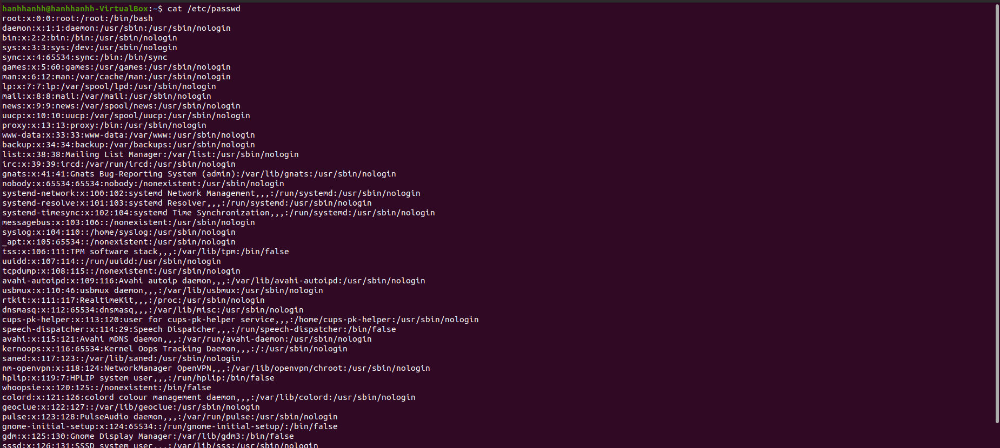 hanhhanhh@hanhhanhh-VirtualBox:~$ cat /etc/passwd
root:x:0:0:root:/root:/bin/bash
daemon:x:1:1:daemon:/usr/sbin:/usr/sbin/nologin
bin:x:2:2:bin:/bin:/usr/sbin/nologin
sys:x:3:3:sys:/dev:/usr/sbin/nologin
sync:x:4:65534:sync:/bin:/bin/sync
games:x:5:60:games:/usr/games:/usr/sbin/nologin
man:x:6:12:man:/var/cache/man:/usr/sbin/nologin
lp:x:7:7:lp:/var/spool/lpd:/usr/sbin/nologin
mail:x:8:8:mail:/var/mail:/usr/sbin/nologin
news:x:9:9:news:/var/spool/news:/usr/sbin/nologin
uucp:x:10:10:uucp:/var/spool/uucp:/usr/sbin/nologin
proxy:x:13:13:proxy:/bin:/usr/sbin/nologin
www-data:x:33:33:www-data:/var/www:/usr/sbin/nologin
backup:x:34:34:backup:/var/backups:/usr/sbin/nologin
list:x:38:38:Mailing List Manager:/var/list:/usr/sbin/nologin
irc:x:39:39:ircd:/var/run/ircd:/usr/sbin/nologin
gnats:x:41:41:Gnats Bug-Reporting System (admin):/var/lib/gnats:/usr/sbin/nologin
nobody:x:65534:65534:nobody:/nonexistent:/usr/sbin/nologin
systemd-network:x:100:102:systemd Network Management,,,:/run/systemd:/usr/sbin/nologin
systemd-resolve:x:101:103:systemd Resolver,,,:/run/systemd:/usr/sbin/nologin
systemd-timesync:x:102:104:systemd Time Synchronization,,,:/run/systemd:/usr/sbin/nologin
messagebus:x:103:106::/nonexistent:/usr/sbin/nologin
syslog:x:104:110::/home/syslog:/usr/sbin/nologin
_apt:x:105:65534::/nonexistent:/usr/sbin/nologin
tss:x:106:111:TPM software stack,,,:/var/lib/tpm:/bin/false
uuidd:x:107:114::/run/uuidd:/usr/sbin/nologin
tcpdump:x:108:115::/nonexistent:/usr/sbin/nologin
avahi-autoipd:x:109:116:Avahi autoip daemon,,,:/var/lib/avahi-autoipd:/usr/sbin/nologin
usbmux:x:110:46:usbmux daemon,,,:/var/lib/usbmux:/usr/sbin/nologin
rtkit:x:111:117:RealtimeKit,,,:/proc:/usr/sbin/nologin
dnsmasq:x:112:65534:dnsmasq,,,:/var/lib/misc:/usr/sbin/nologin
cups-pk-helper:x:113:120:user for cups-pk-helper service,,,:/home/cups-pk-helper:/usr/sbin/nologin
speech-dispatcher:x:114:29:Speech Dispatcher,,,:/run/speech-dispatcher:/bin/false
avahi:x:115:121:Avahi mDNS daemon,,,:/var/run/avahi-daemon:/usr/sbin/nologin
kernoops:x:116:65534:Kernel Oops Tracking Daemon,,,:/:/usr/sbin/nologin
saned:x:117:123::/var/lib/saned:/usr/sbin/nologin
nm-openvpn:x:118:124:NetworkManager OpenVPN,,,:/var/lib/openvpn/chroot:/usr/sbin/nologin
hplip:x:119:7:HPLIP system user,,,:/run/hplip:/bin/false
whoopsie:x:120:125::/nonexistent:/bin/false
colord:x:121:126:colord colour management daemon,,,:/var/lib/colord:/usr/sbin/nologin
geoclue:x:122:127::/var/lib/geoclue:/usr/sbin/nologin
pulse:x:123:128:PulseAudio daemon,,,:/var/run/pulse:/usr/sbin/nologin
gnome-initial-setup:x:124:65534::/run/gnome-initial-setup/:/bin/false
gdm:x:125:130:Gnome Display Manager:/var/lib/gdm3:/bin/false
sssd:x:126:131:SSSD system user,,,:/var/lib/sss:/usr/sbin/nologin